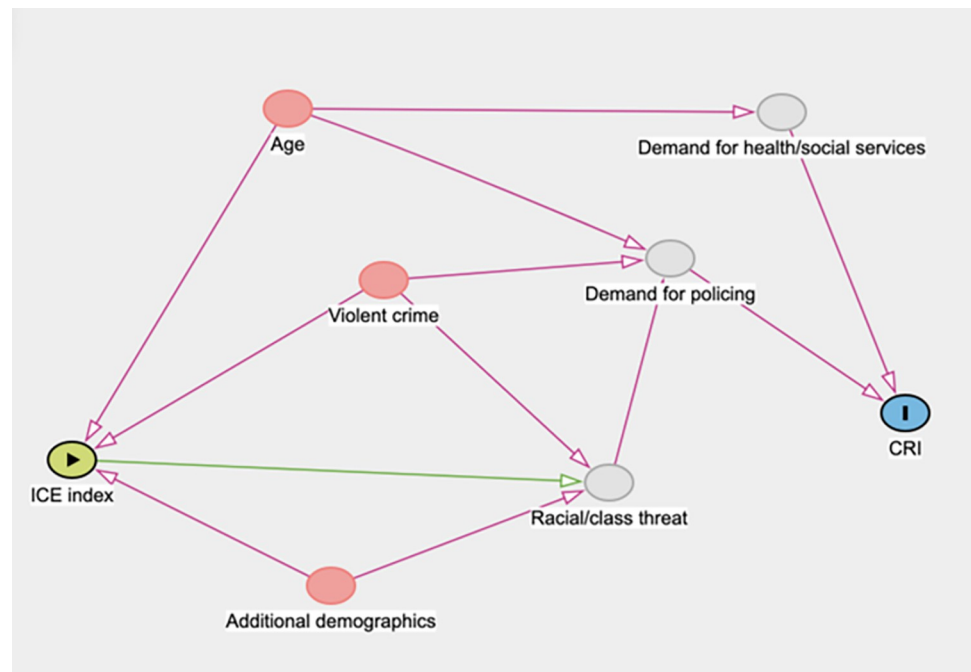 Age
Demand for health/social services
Demand for policing
Violent crime
CRI
ICE index
Racial/class threat
Additional demographics